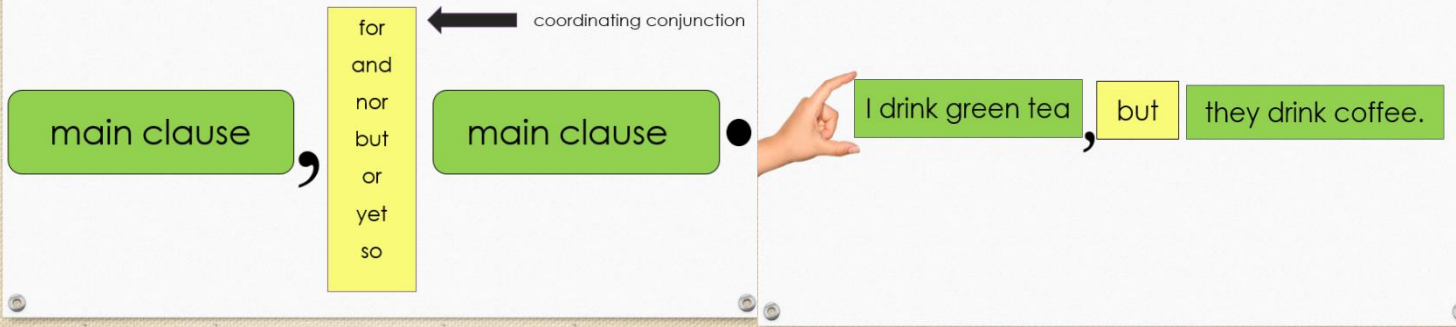 for
coordinating conjunction
and
nor
main clause , but main clause .
or
yet
so
I drink green tea , but they drink coffee.